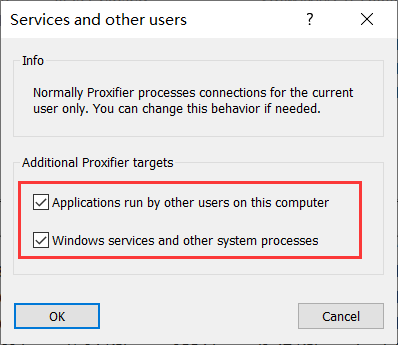 Services and other users
?
Info
Normally Proxifier processes connections for the current
user only. You can change this behavior if needed.
Additional Proxifier targets
Applications run by other users on this computer
Windows services and other system processes
OK
Cancel